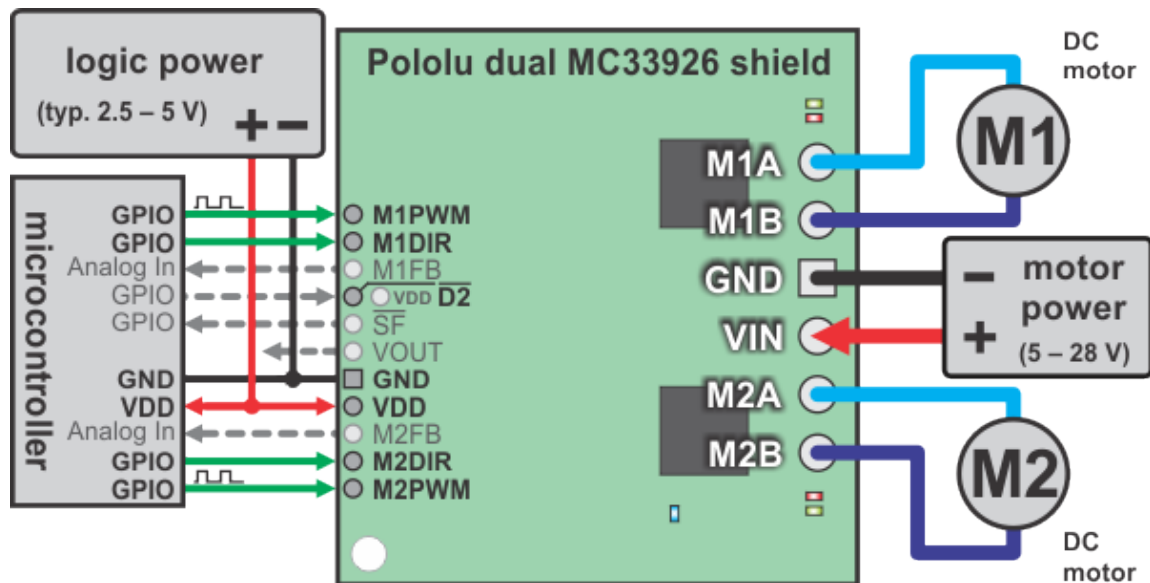 logic power
(typ. 2.5 – 5 V)
+ −
microcontroller
GPIO
GPIO
Analog In
GPIO
GPIO
GND
VDD
Analog In
GPIO
GPIO
Pololu dual MC33926 shield
M1PWM
M1DIR
M1FB
VDD D2
SF
VOUT
GND
VDD
M2FB
M2DIR
M2PWM
M1A
M1B
GND
VIN
M2A
M2B
DC
motor
M1
− motor
power
+ (5 – 28 V)
M2
DC
motor